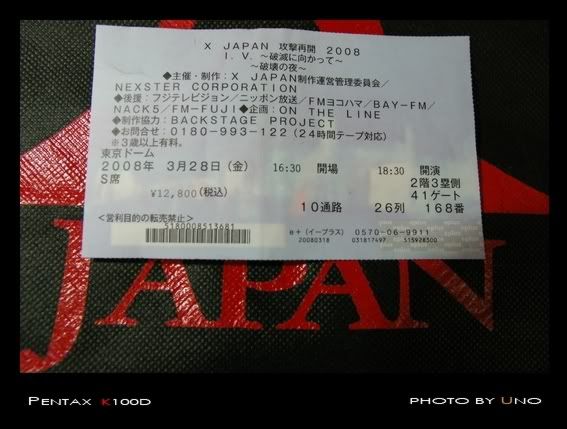 X JAPAN 攻撃再開 2008
I.V.~破滅に向かって~
~破壊の夜~
◆主催・制作:X JAPAN制作運営管理委員会/
NEXSTER CORPORATION
◆後援:フジテレビジョン/ニッポン放送/FMヨコハマ/BAY-FM/
NACK5/FM-FUJI◆企画:ON THE LINE
◆制作協力:BACKSTAGE PROJECT
◆お問合せ:0180-993-122(24時間テープ対応)
※3歳以上有料。
東京ドーム
2008年 3月28日(金) 16:30 開場 18:30 開演
S席 2階3塁側
¥12,800(税込) 41ゲート
10通路 26列 168番
<営利目的の転売禁止>
5180008513681
e+(イープラス) 0570-06-9911
20080318 031817497 515928300
JAPAN
PENTAX K100D PHOTO BY UNO